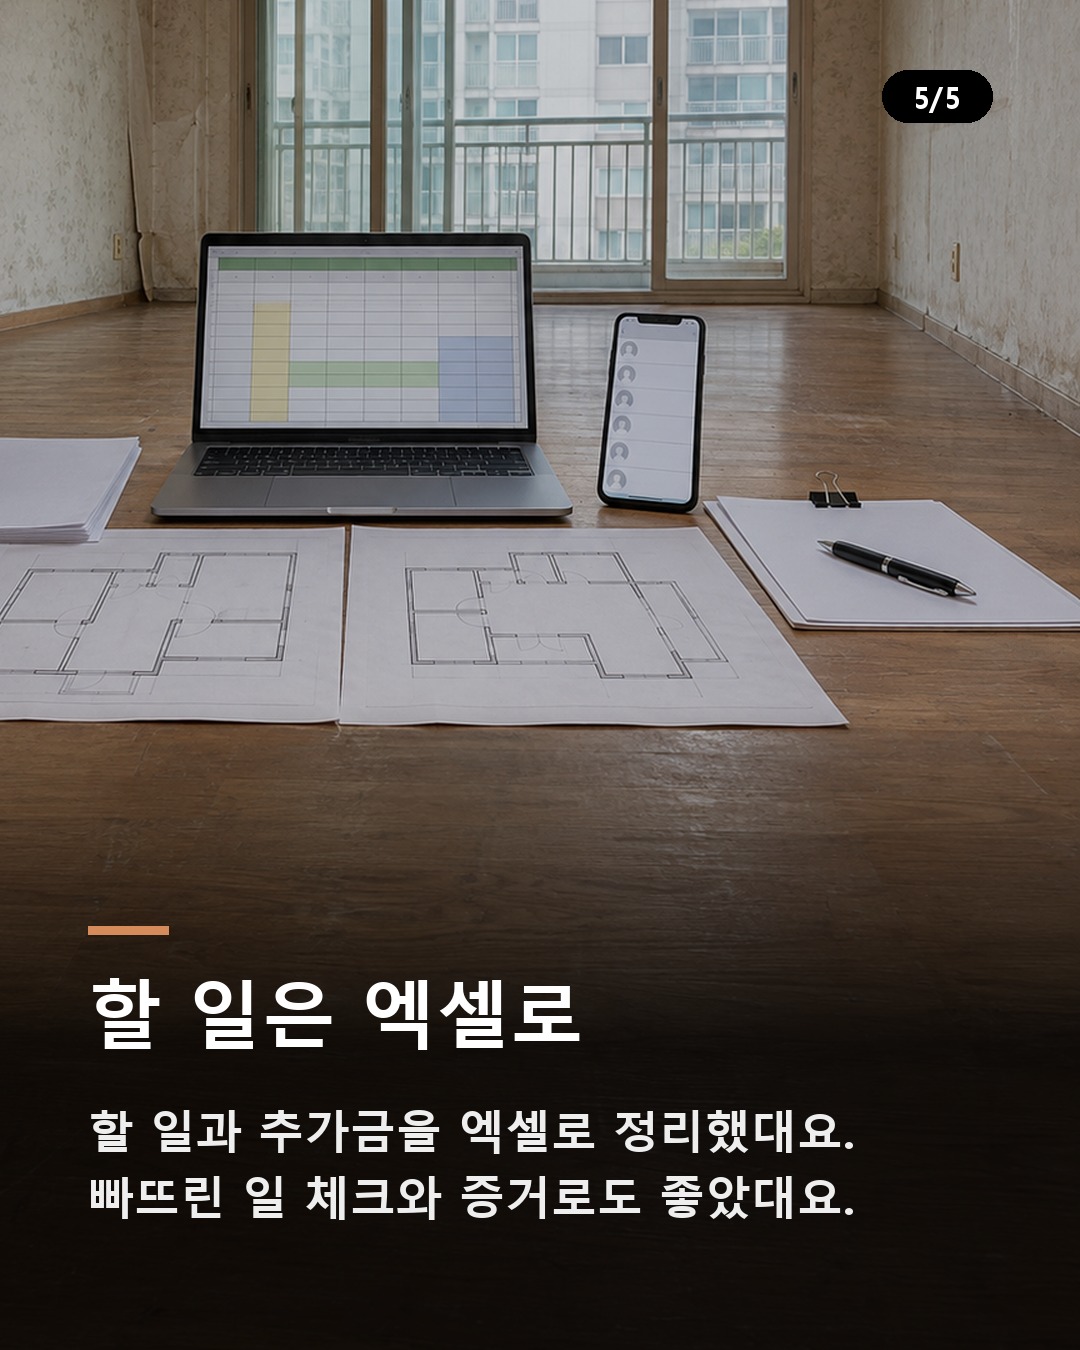 5/5
할 일은 엑셀로
할 일과 추가금을 엑셀로 정리했대요.
빠뜨린 일 체크와 증거로도 좋았대요.